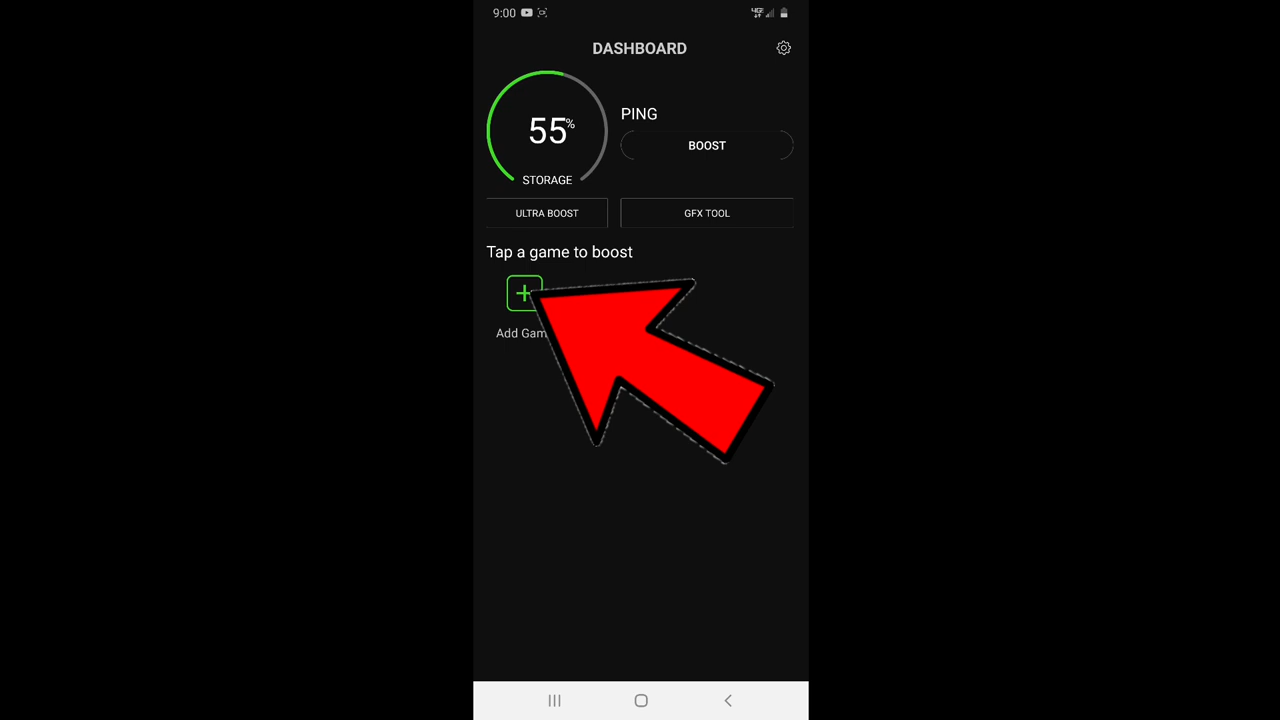 9:00
DASHBOARD
55%
STORAGE
PING
BOOST
ULTRA BOOST
GFX TOOL
Tap a game to boost
Add Gam